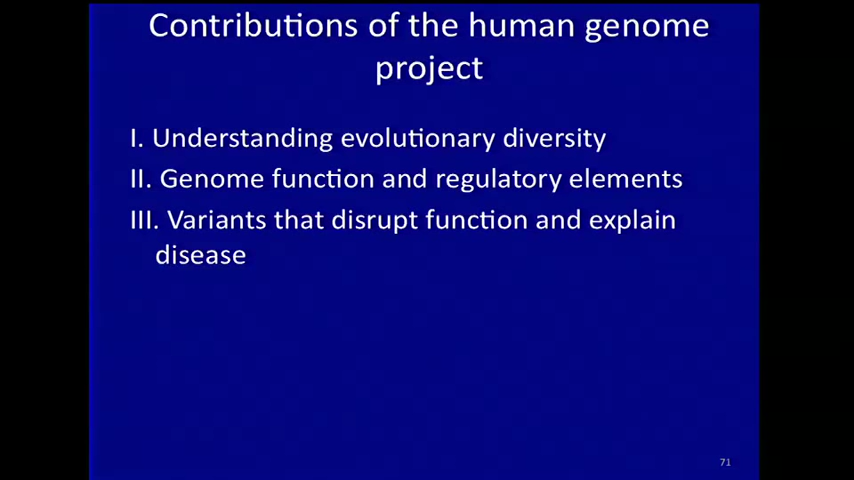 Contributions of the human genome
project
I. Understanding evolutionary diversity
II. Genome function and regulatory elements
III. Variants that disrupt function and explain
disease
71